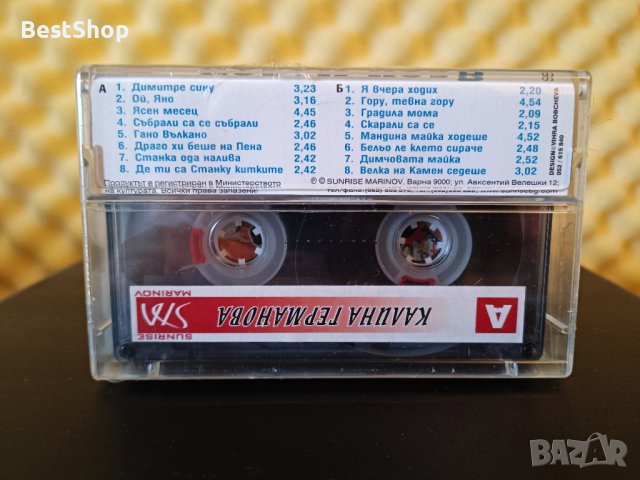 BestShop
А 1. Димитре сину 3,23
2. Ой, Яно 3,16
3. Ясен месец 2,45
4. Събрали са се събрали 2,46
5. Гано Вълкано 3,02
6. Драго хи беше на Пена 2,46
7. Станка ода налива 2,42
8. Де ти са Станку китките 2,42
Продуктът е регистриран в Министерството
на културата. Всички права запазени
Б 1. Я вчера ходих 2,20
2. Гору, тевна гору 4,54
3. Градила мома 2,09
4. Скарали са се 2,15
5. Мандина майка ходеше 4,52
6. Бельо ле клето сираче 2,48
7. Димчовата майка 2,52
8. Велка на Камен седеше 3,02
℗ © SUNRISE MARINOV, Варна 9000, ул. Авксентий Велешки 12;
DESIGN©VIHRA BOBCHEVA
052 / 615 840
A
КАЛИНА ГЕРМАНОВА
SUNRISE
MARINOV
BAZAR